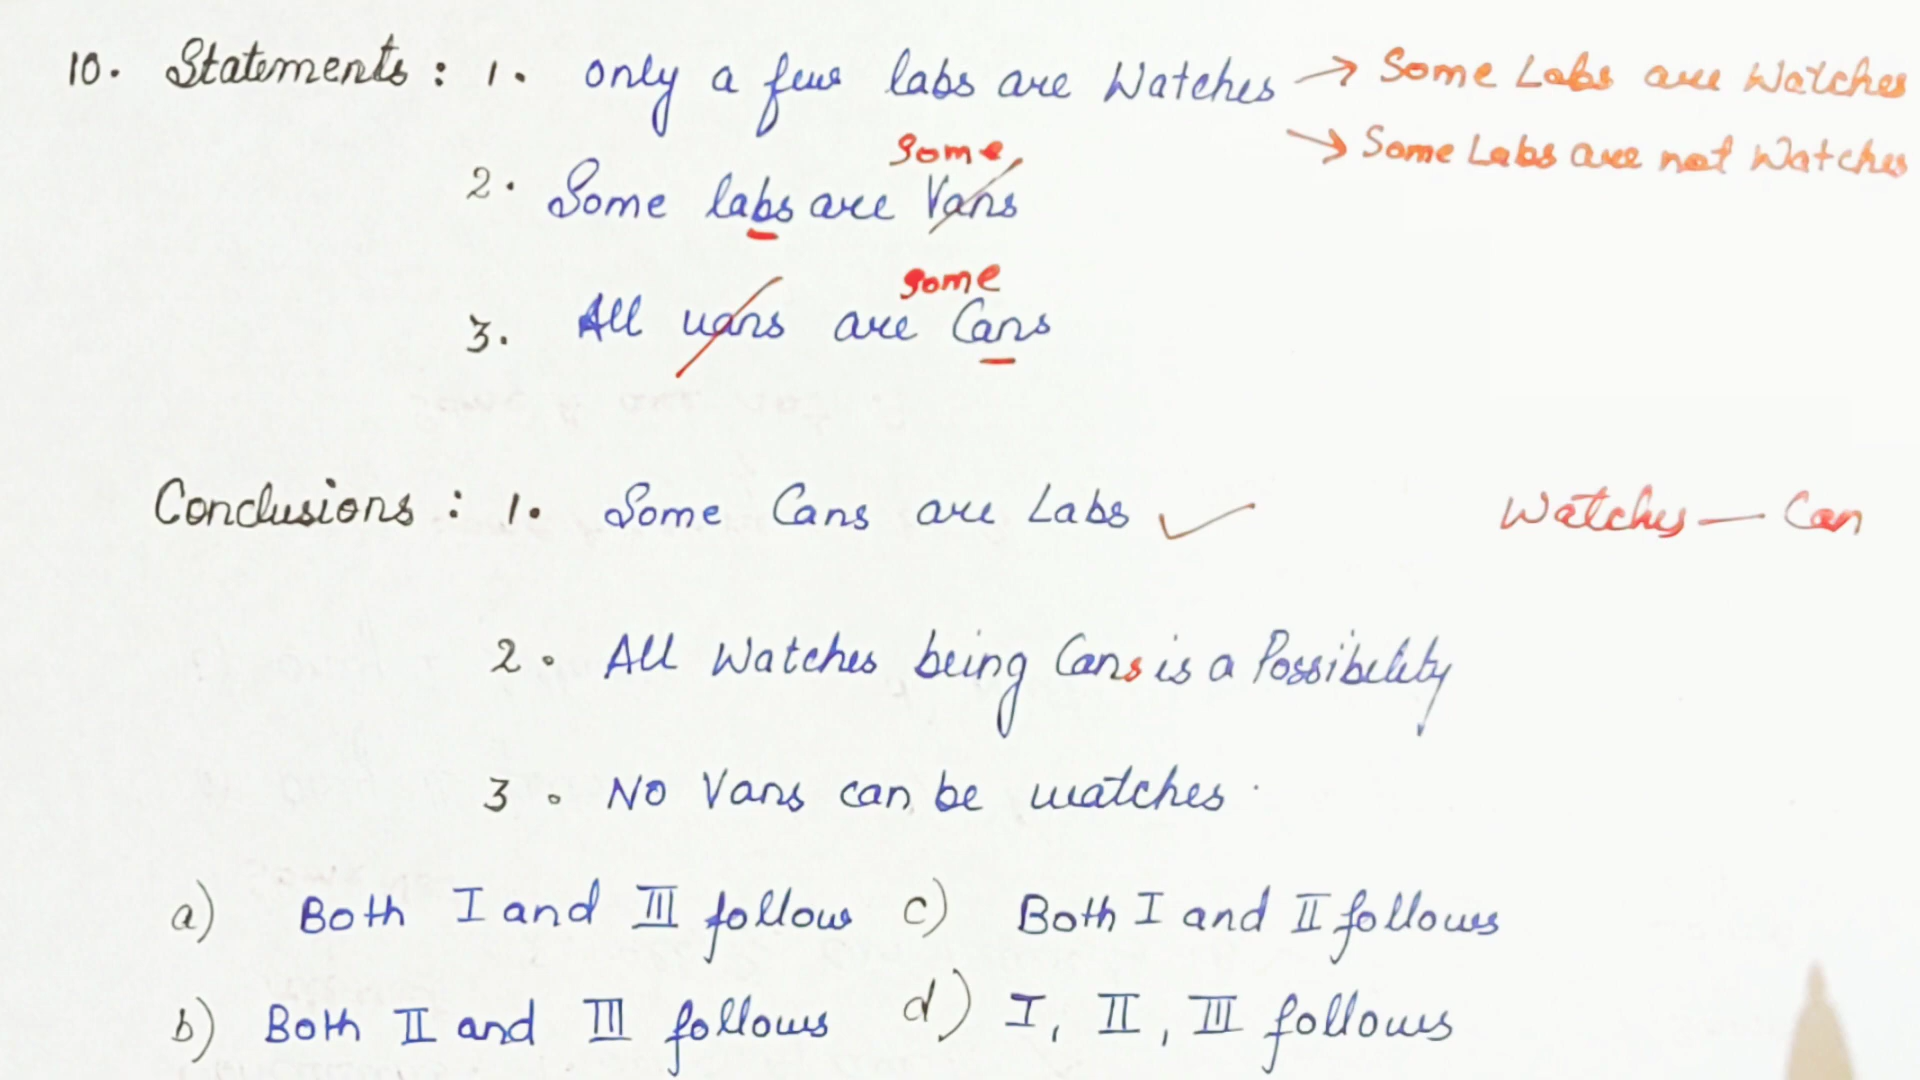 10. Statements : 1. only a few labs are Watches → Some Labs are Watches
→ Some Labs are not Watches
some
2. Some labs are Vans
some
3. All vans are Cans
Conclusions : 1. Some Cans are Labs ✓ Watches — Can
2. All Watches being Cans is a Possibility
3. No Vans can be watches.
a) Both I and III follow c) Both I and II follows
b) Both II and III follows d) I, II, III follows